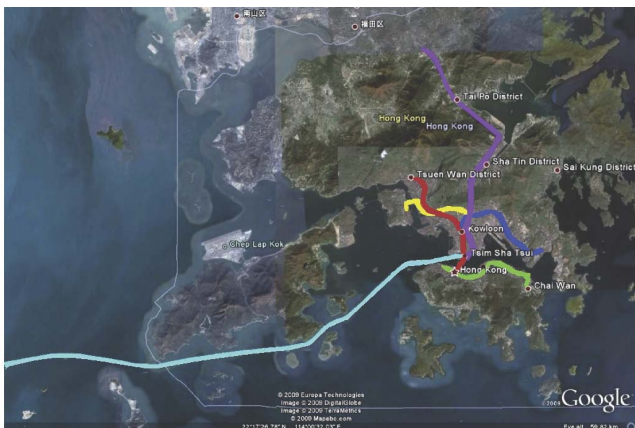 南山区
福田区
Tai Po District
Hong Kong
Hong Kong
Sha Tin District
Sai Kung District
Tsuen Wan District
Kowloon
Chep Lap Kok
Tsim Sha Tsui
Hong Kong
Chai Wan
© 2009 Europa Technologies
Image © 2009 DigitalGlobe
Image © 2009 TerraMetrics
© 2009 Mapabc.com
©2009 Google